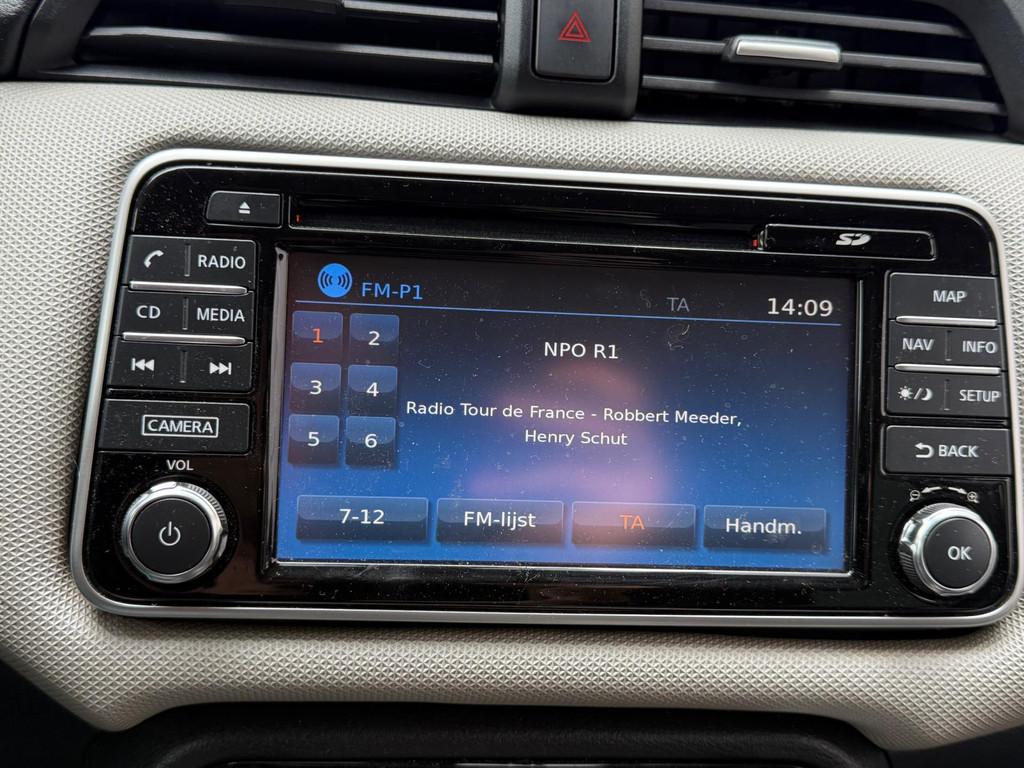 SD
RADIO
CD MEDIA
CAMERA
VOL
FM-P1 TA 14:09
1 2
3 4
5 6
NPO R1
Radio Tour de France - Robbert Meeder,
Henry Schut
7-12 FM-lijst TA Handm.
MAP
NAV INFO
SETUP
BACK
OK